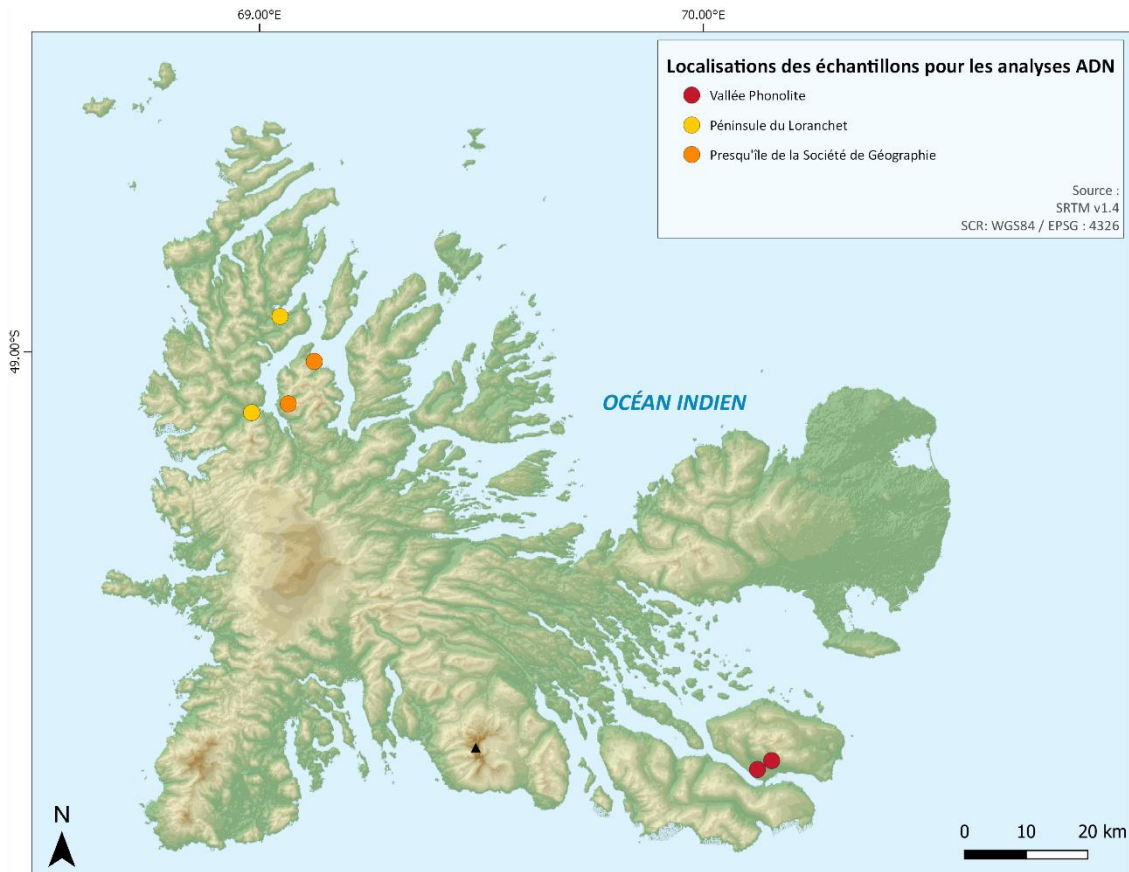 69.00°E
70.00°E
Localisations des échantillons pour les analyses ADN
Vallée Phonolite
Péninsule du Loranchet
Presqu'île de la Société de Géographie
Source :
SRTM v1.4
SCR: WGS84 / EPSG : 4326
49.00°S
OCÉAN INDIEN
N
0 10 20 km